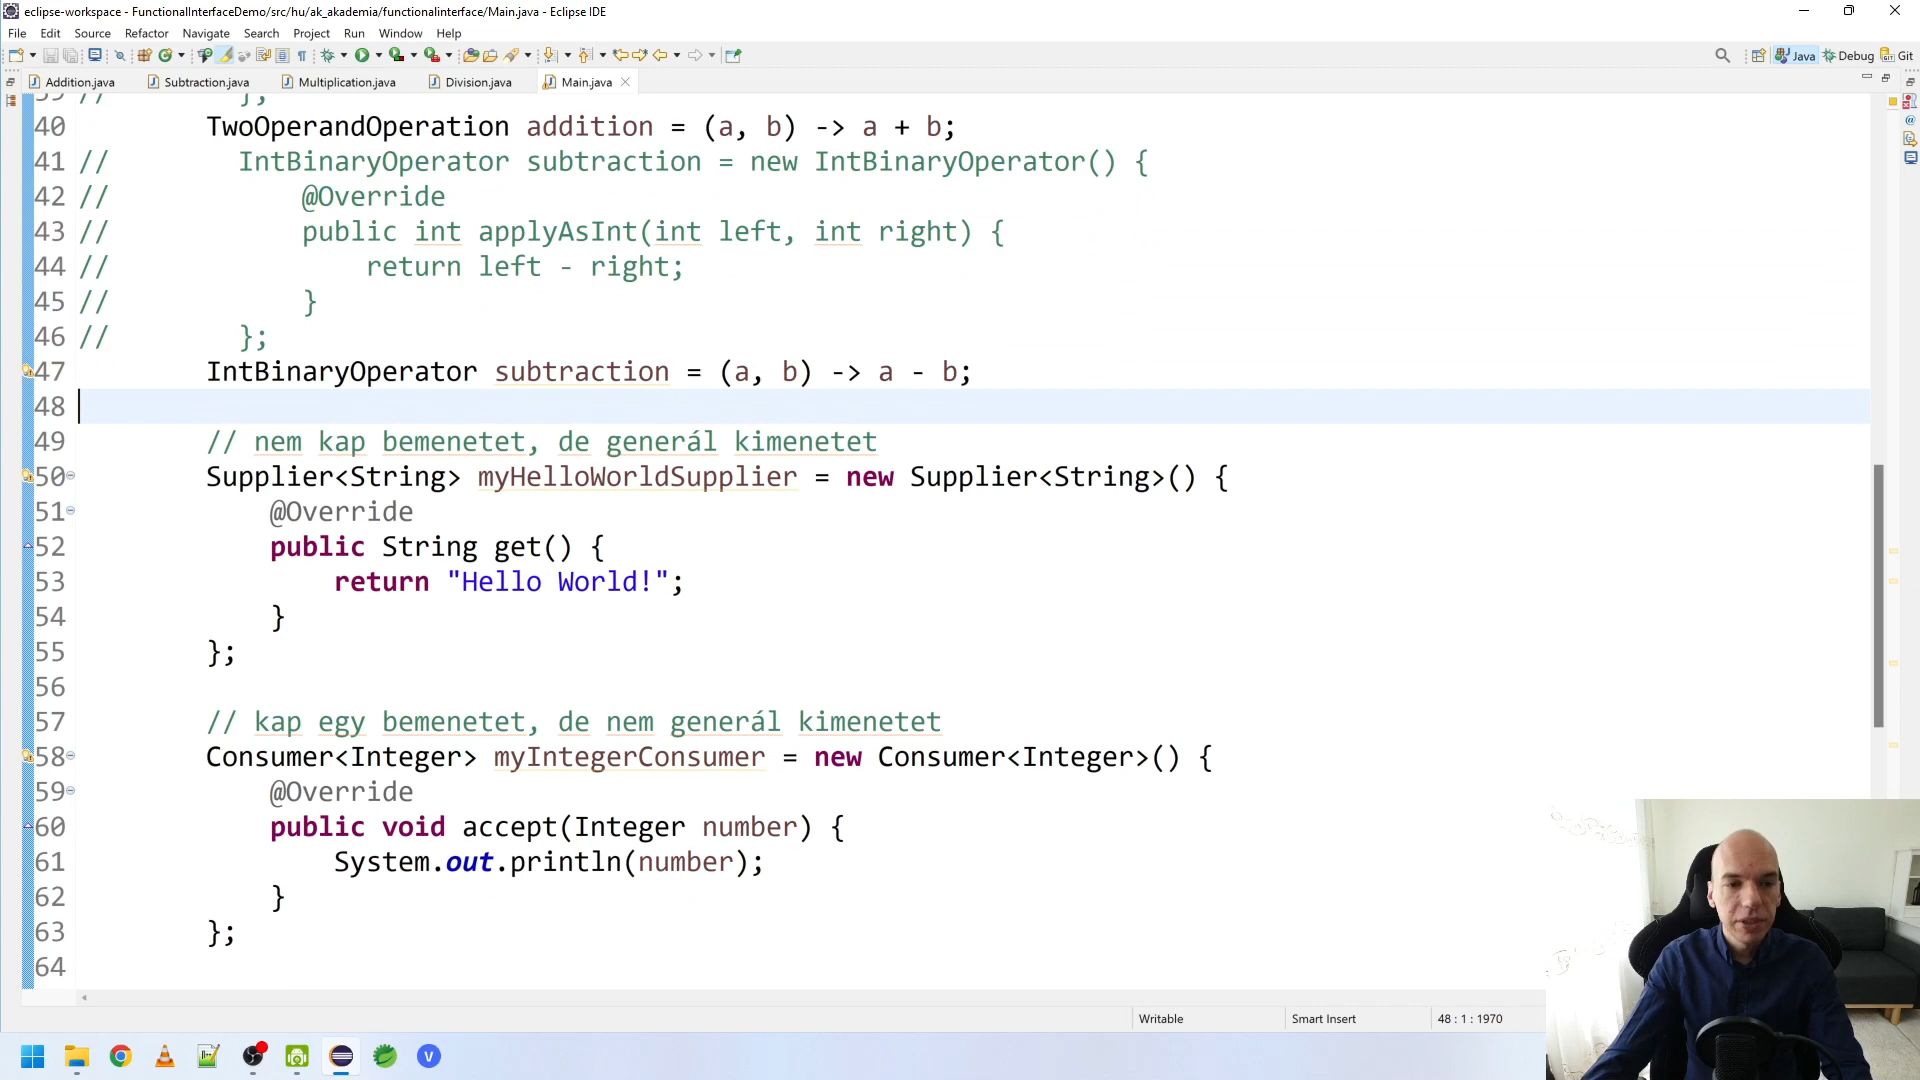 eclipse-workspace - FunctionalInterfaceDemo/src/hu/ak_akademia/functionalinterface/Main.java - Eclipse IDE
File Edit Source Refactor Navigate Search Project Run Window Help
Java Debug Git
Addition.java Subtraction.java Multiplication.java Division.java Main.java
39 // };
40 TwoOperandOperation addition = (a, b) -> a + b;
41 // IntBinaryOperator subtraction = new IntBinaryOperator() {
42 // @Override
43 // public int applyAsInt(int left, int right) {
44 // return left - right;
45 // }
46 // };
47 IntBinaryOperator subtraction = (a, b) -> a - b;
48
49 // nem kap bemenetet, de generál kimenetet
50 Supplier<String> myHelloWorldSupplier = new Supplier<String>() {
51 @Override
52 public String get() {
53 return "Hello World!";
54 }
55 };
56
57 // kap egy bemenetet, de nem generál kimenetet
58 Consumer<Integer> myIntegerConsumer = new Consumer<Integer>() {
59 @Override
60 public void accept(Integer number) {
61 System.out.println(number);
62 }
63 };
64
Writable Smart Insert 48 : 1 : 1970
V